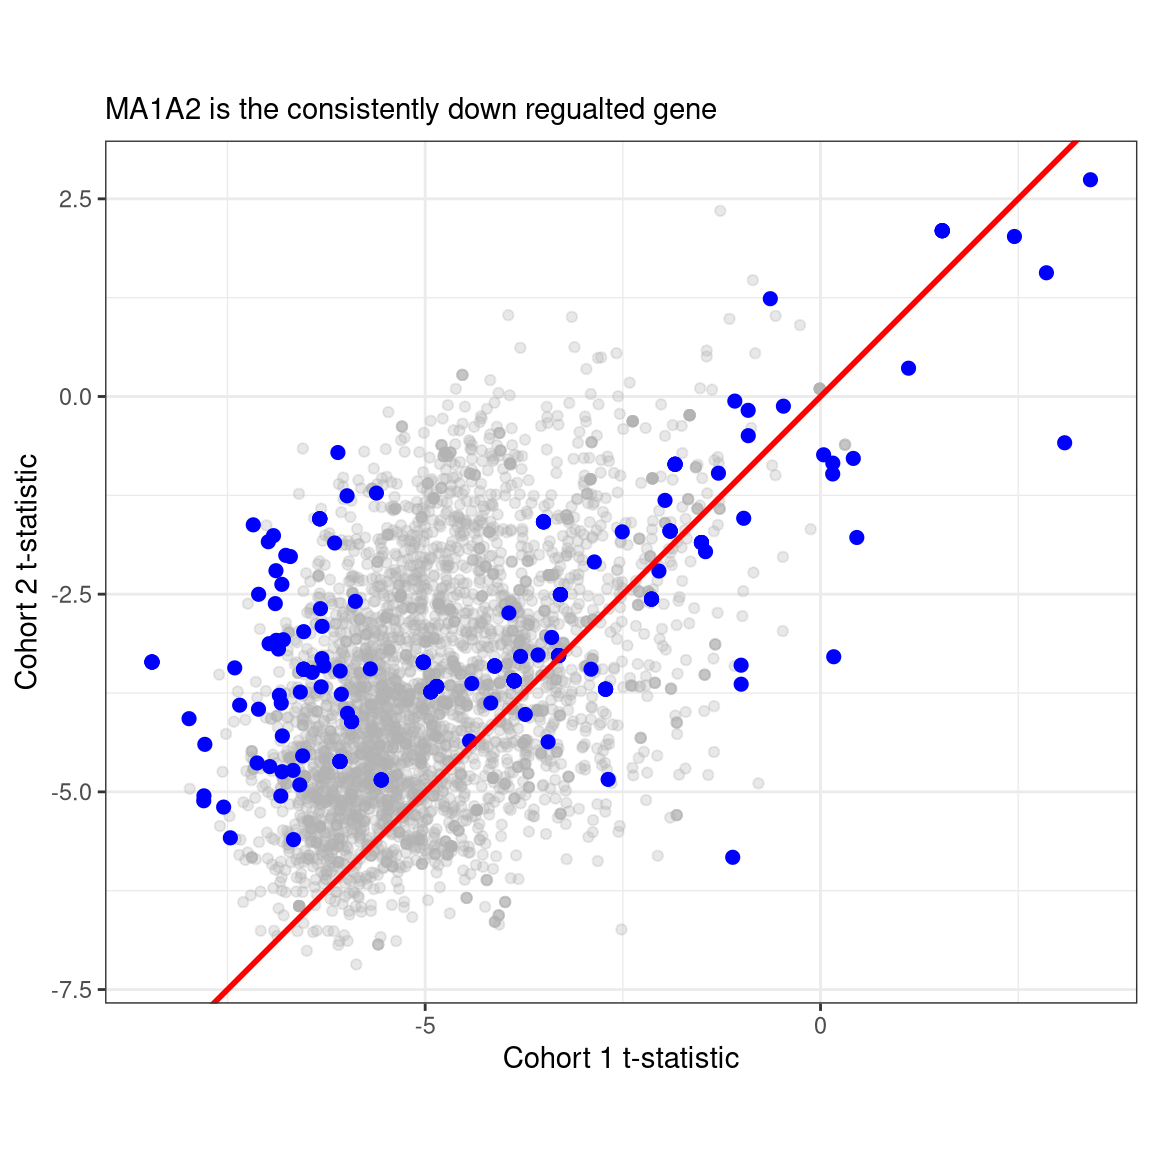 MA1A2 is the consistently down regualted gene
2.5
0.0
-2.5
-5.0
-7.5
Cohort 2 t-statistic
-5 0
Cohort 1 t-statistic